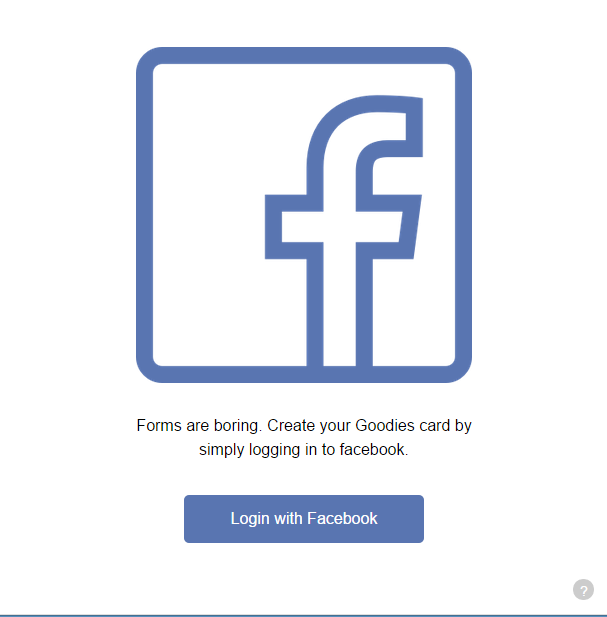 f
Forms are boring. Create your Goodies card by
simply logging in to facebook.
Login with Facebook
?